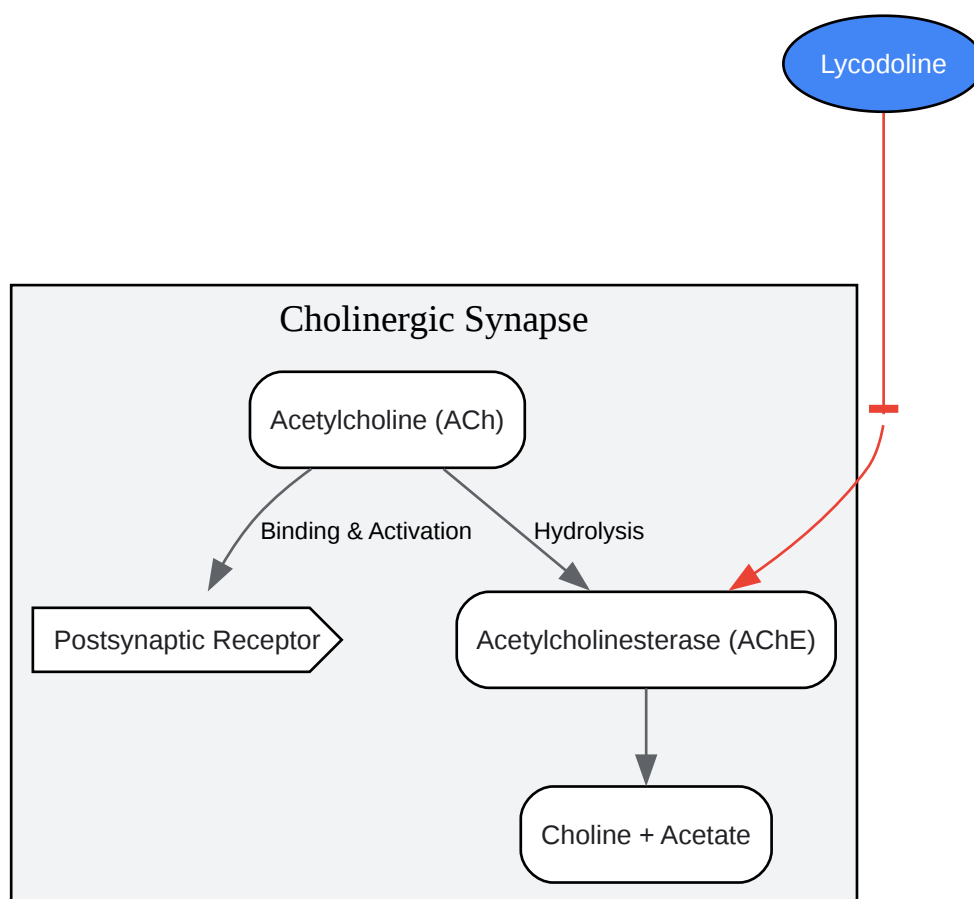 Lycodoline
Cholinergic Synapse
Acetylcholine (ACh)
Binding & Activation
Hydrolysis
Postsynaptic Receptor
Acetylcholinesterase (AChE)
Choline + Acetate